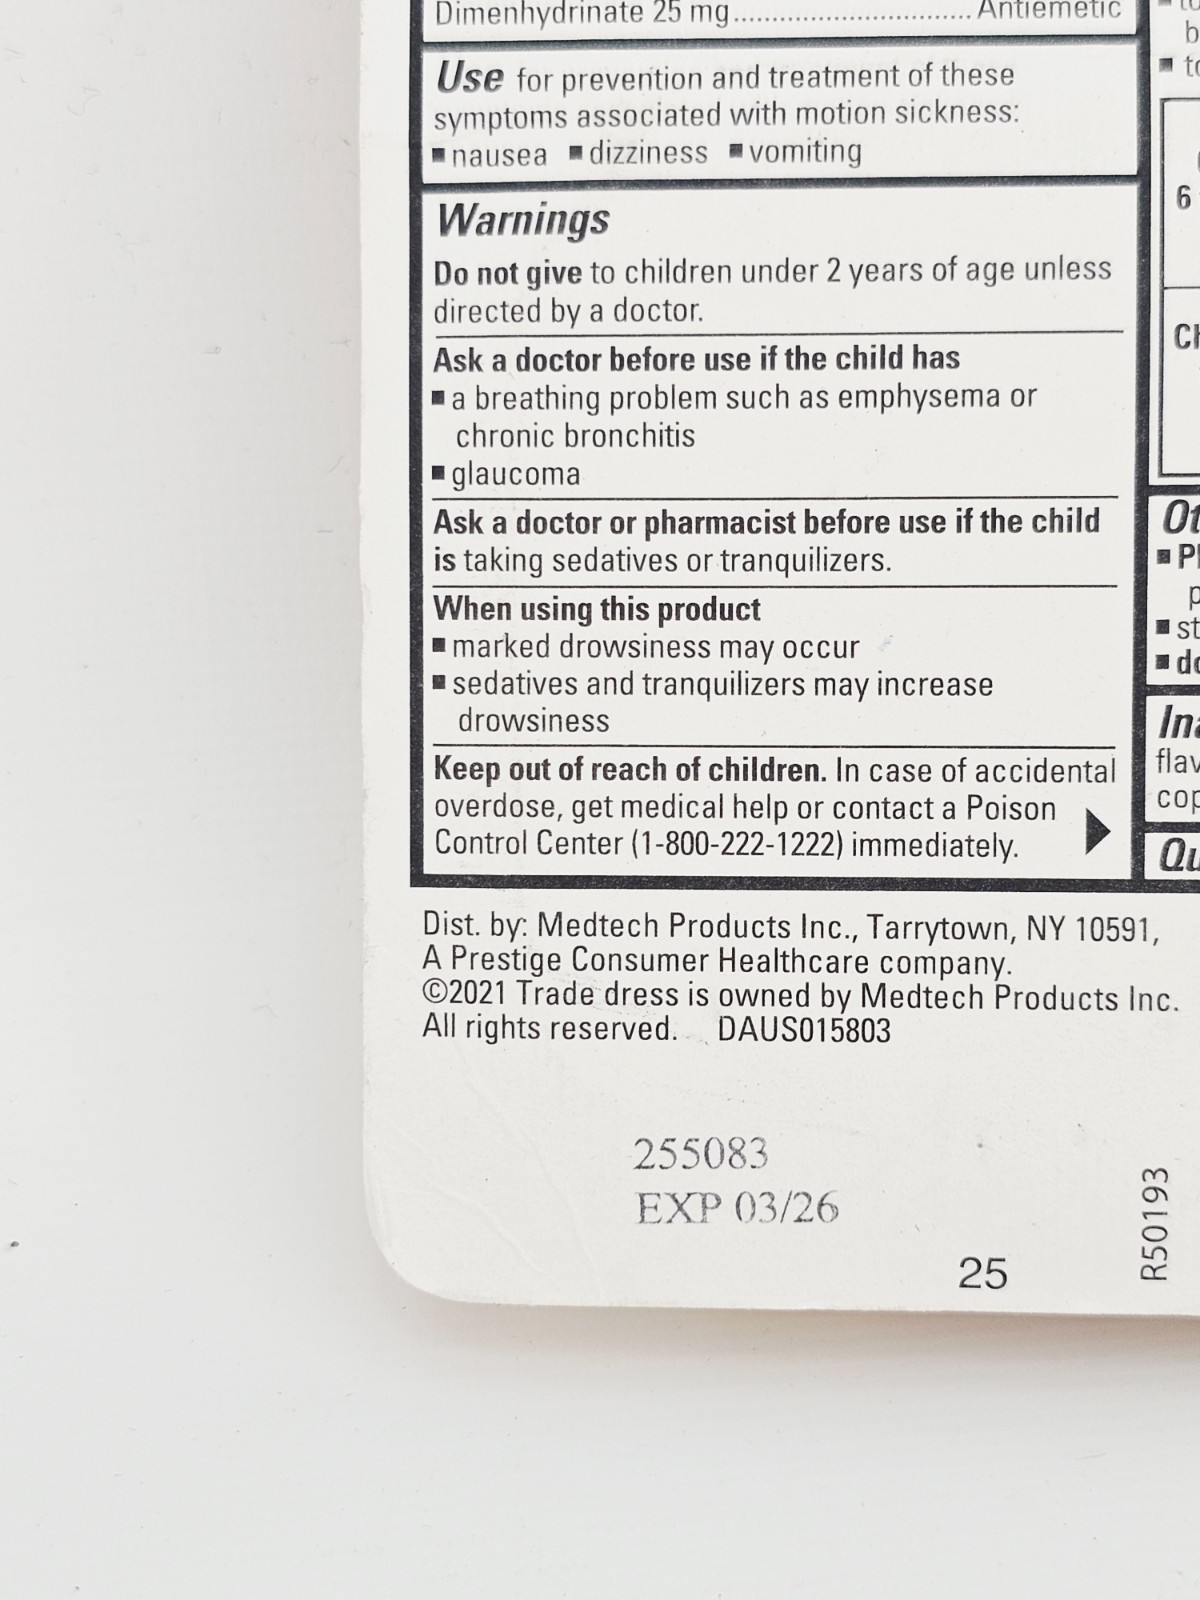 Dimenhydrinate 25 mg.............................. Antiemetic
Use for prevention and treatment of these
symptoms associated with motion sickness:
▪ nausea ▪ dizziness ▪ vomiting
Warnings
Do not give to children under 2 years of age unless
directed by a doctor.
Ask a doctor before use if the child has
▪ a breathing problem such as emphysema or
chronic bronchitis
▪ glaucoma
Ask a doctor or pharmacist before use if the child
is taking sedatives or tranquilizers.
When using this product
▪ marked drowsiness may occur
▪ sedatives and tranquilizers may increase
drowsiness
Keep out of reach of children. In case of accidental
overdose, get medical help or contact a Poison
Control Center (1-800-222-1222) immediately.
6
Dist. by: Medtech Products Inc., Tarrytown, NY 10591,
A Prestige Consumer Healthcare company.
©2021 Trade dress is owned by Medtech Products Inc.
All rights reserved. DAUS015803
255083
EXP 03/26
25
R50193